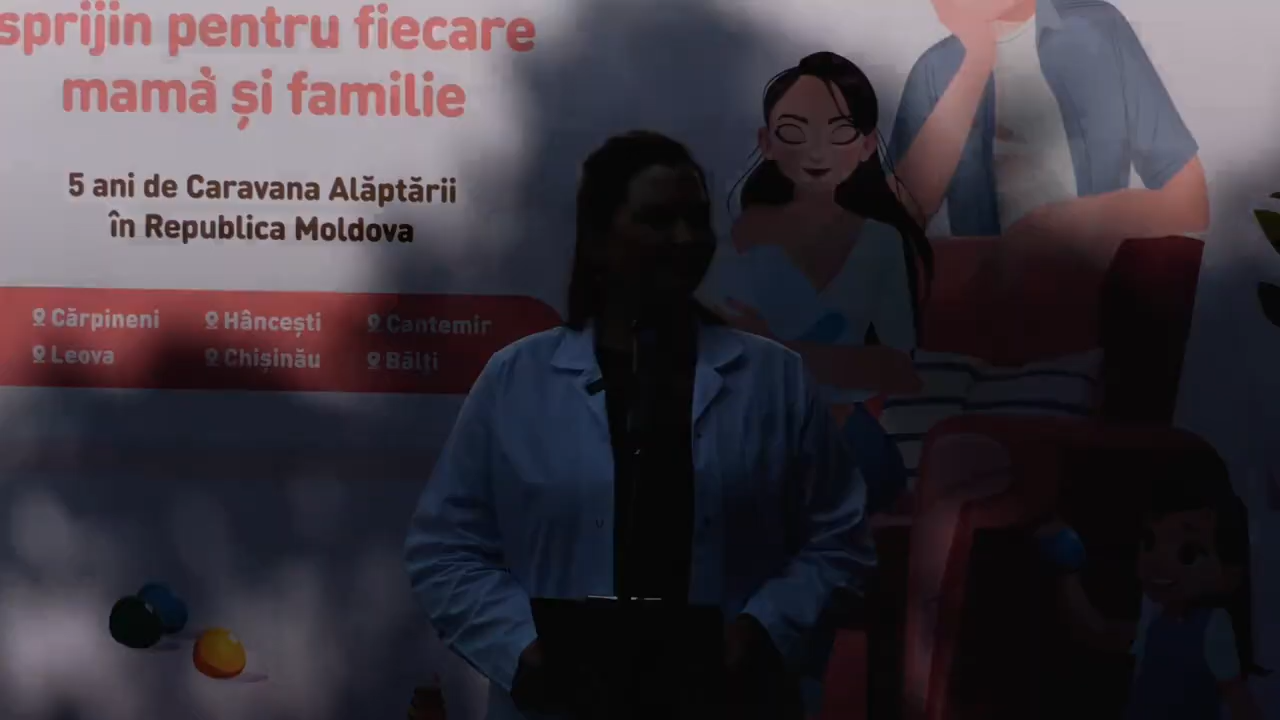 sprijin pentru fiecare
mamă și familie
5 ani de Caravana Alăptării
în Republica Moldova
Cărpineni Hâncești Cantemir
Leova Chișinău Bălți